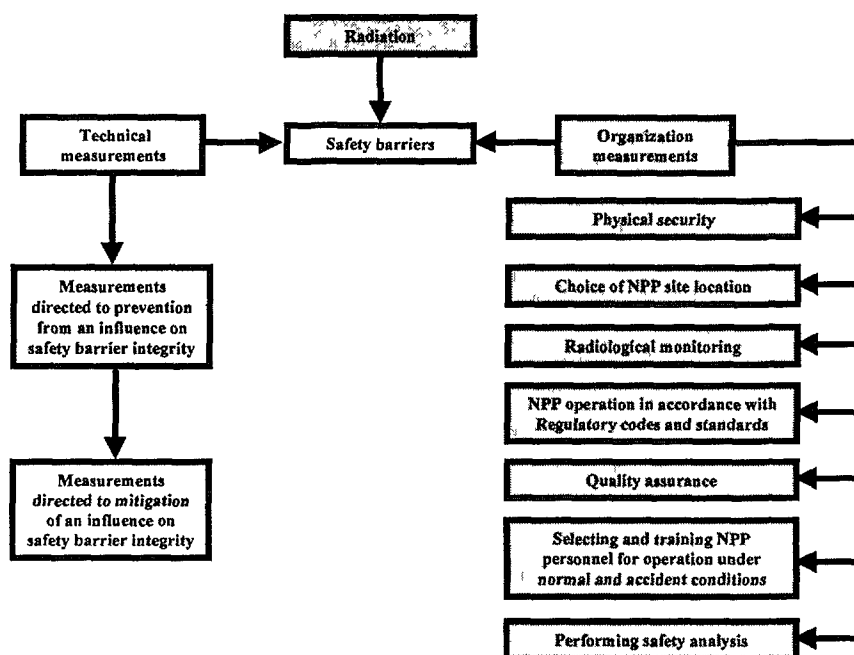 Radiation
Technical
measurements
Safety barriers
Organization
measurements
Physical security
Measurements
directed to prevention
from an influence on
safety barrier integrity
Choice of NPP site location
Radiological monitoring
NPP operation in accordance with
Regulatory codes and standards
Measurements
directed to mitigation
of an influence on
safety barrier integrity
Quality assurance
Selecting and training NPP
personnel for operation under
normal and accident conditions
Performing safety analysis